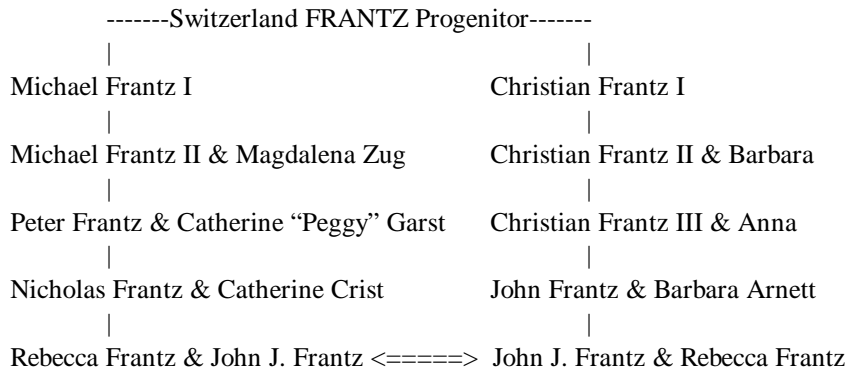 -------Switzerland FRANTZ Progenitor-------
| |
Michael Frantz I Christian Frantz I
| |
Michael Frantz II & Magdalena Zug Christian Frantz II & Barbara
| |
Peter Frantz & Catherine “Peggy” Garst Christian Frantz III & Anna
| |
Nicholas Frantz & Catherine Crist John Frantz & Barbara Arnett
| |
Rebecca Frantz & John J. Frantz <=====> John J. Frantz & Rebecca Frantz